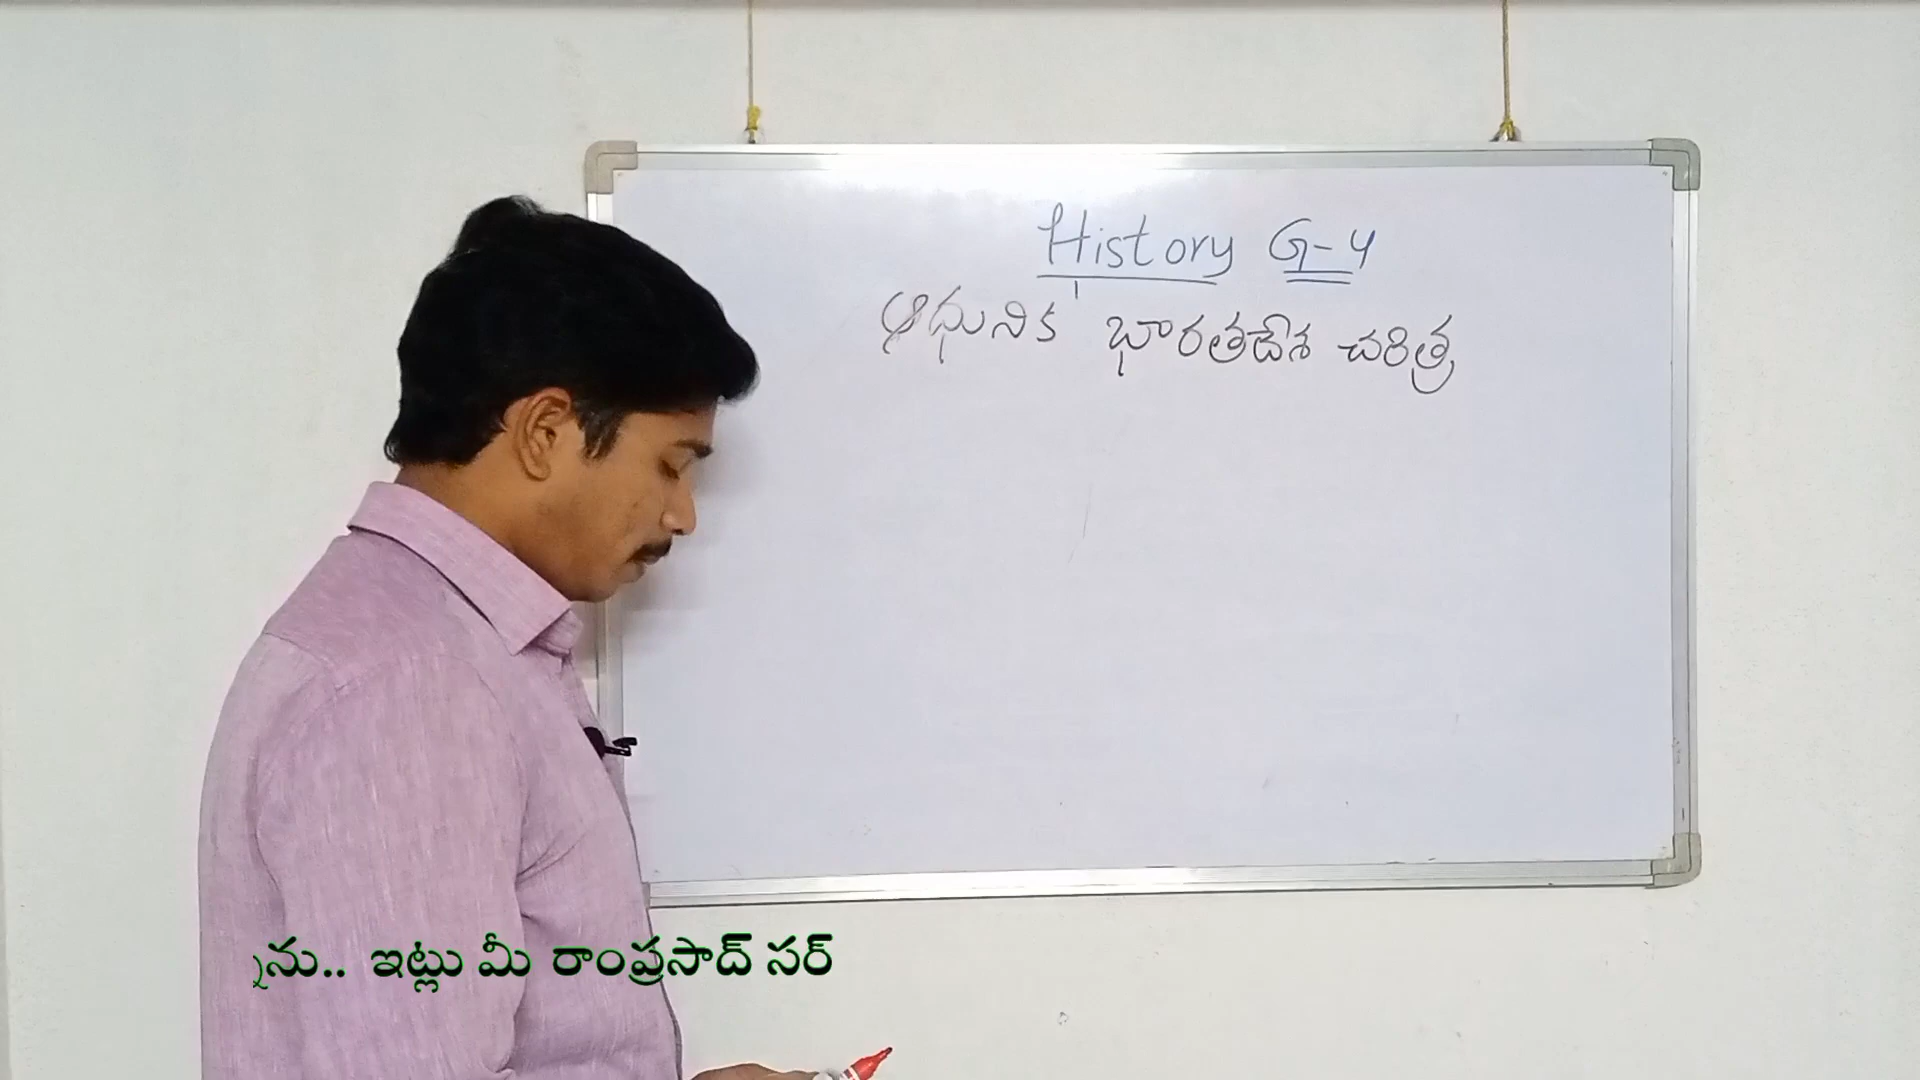 History G-4
ఆధునిక భారతదేశ చరిత్ర
ను.. ఇట్లు మీ రాంప్రసాద్ సర్